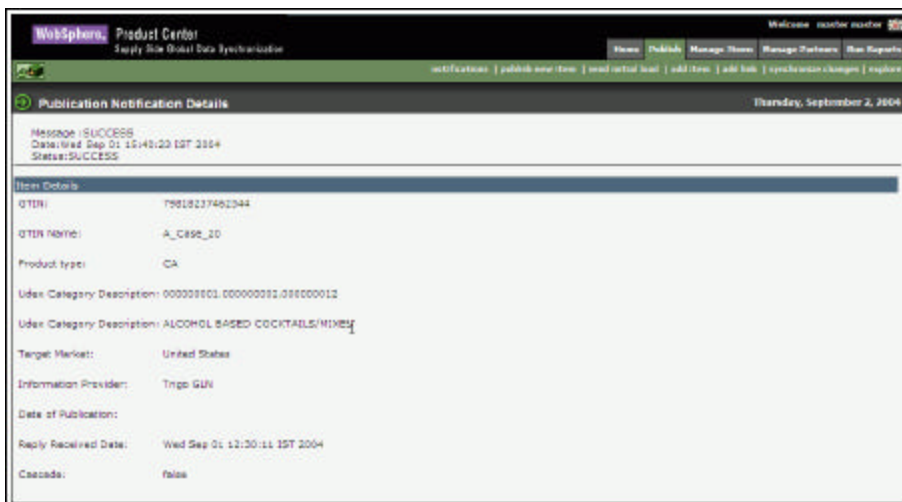 Welcome master master
WebSphere. Product Center
Supply Side Global Data Synchronization
Home Publish Manage Items Manage Partners Run Reports
notifications | publish new item | send initial load | add item | add link | synchronize changes | explore
Publication Notification Details Thursday, September 2, 2004
Message :SUCCESS
Date:Wed Sep 01 15:40:23 IST 2004
Status:SUCCESS
Item Details
GTIN: 79818237462344
GTIN Name: A_Case_20
Product type: CA
Udex Category Description: 000000001.000000002.000000012
Udex Category Description: ALCOHOL BASED COCKTAILS/MIXES
Target Market: United States
Information Provider: Trigo GLN
Date of Publication:
Reply Received Date: Wed Sep 01 12:30:11 IST 2004
Cascade: false